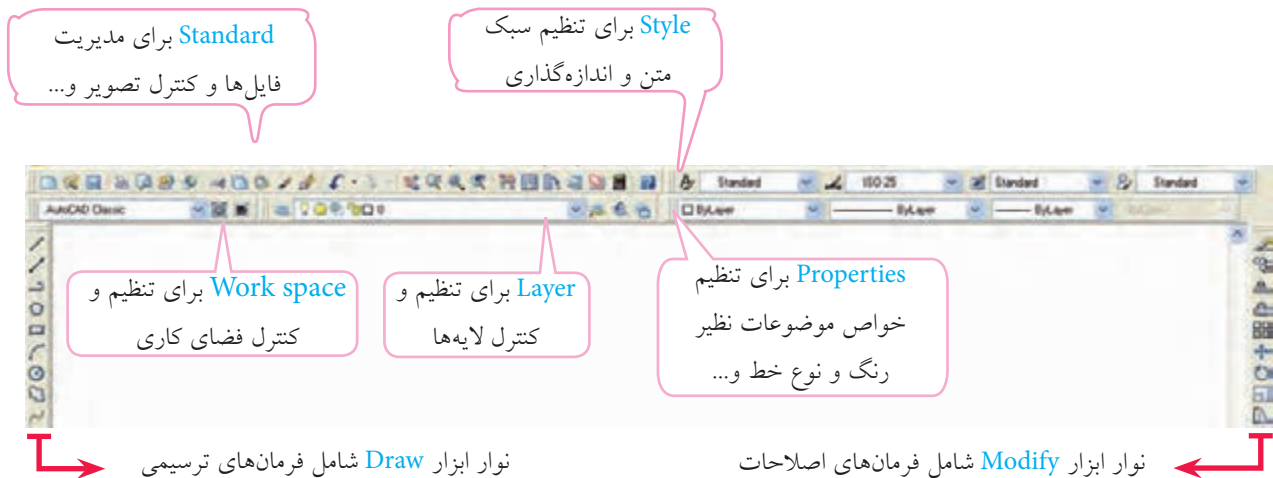 Standard برای مدیریت
فایل‌ها و کنترل تصویر و...
Style برای تنظیم سبک
متن و اندازه‌گذاری
Standard
ISO-25
Standard
Standard
AutoCAD Classic
0
ByLayer
ByLayer
ByLayer
Work space برای تنظیم و
کنترل فضای کاری
Layer برای تنظیم و
کنترل لایه‌ها
Properties برای تنظیم
خواص موضوعات نظیر
رنگ و نوع خط و...
نوار ابزار Modify شامل فرمان‌های اصلاحات
نوار ابزار Draw شامل فرمان‌های ترسیمی